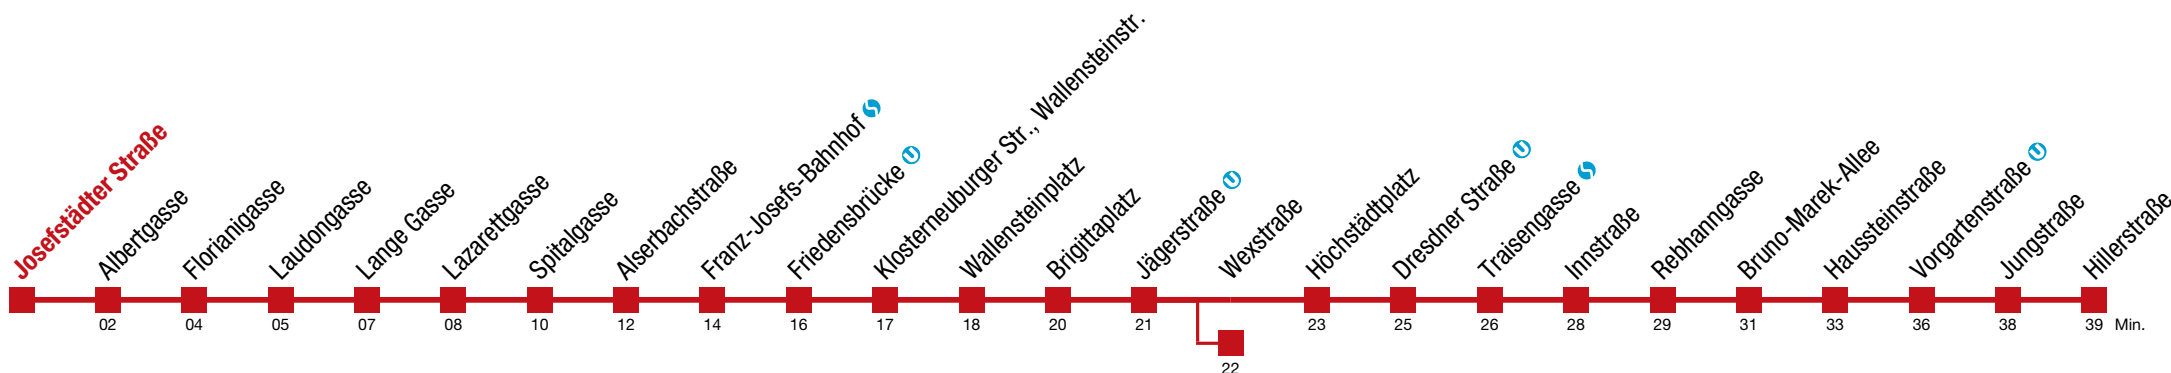 Josefstädter Straße
Albertgasse
Florianigasse
Laudongasse
Lange Gasse
Lazarettgasse
Spitalgasse
Alserbachstraße
Franz-Josefs-Bahnhof S
Friedensbrücke U
Klosterneuburger Str., Wallensteinstr.
Wallensteinplatz
Brigittaplatz
Jägerstraße U
Wexstraße
Höchstädtplatz
Dresdner Straße U
Traisengasse S
Innstraße
Rebhanngasse
Bruno-Marek-Allee
Haussteinstraße
Vorgartenstraße U
Jungstraße
Hillerstraße
02 04 05 07 08 10 12 14 16 17 18 20 21 23 25 26 28 29 31 33 36 38 39 Min.
22